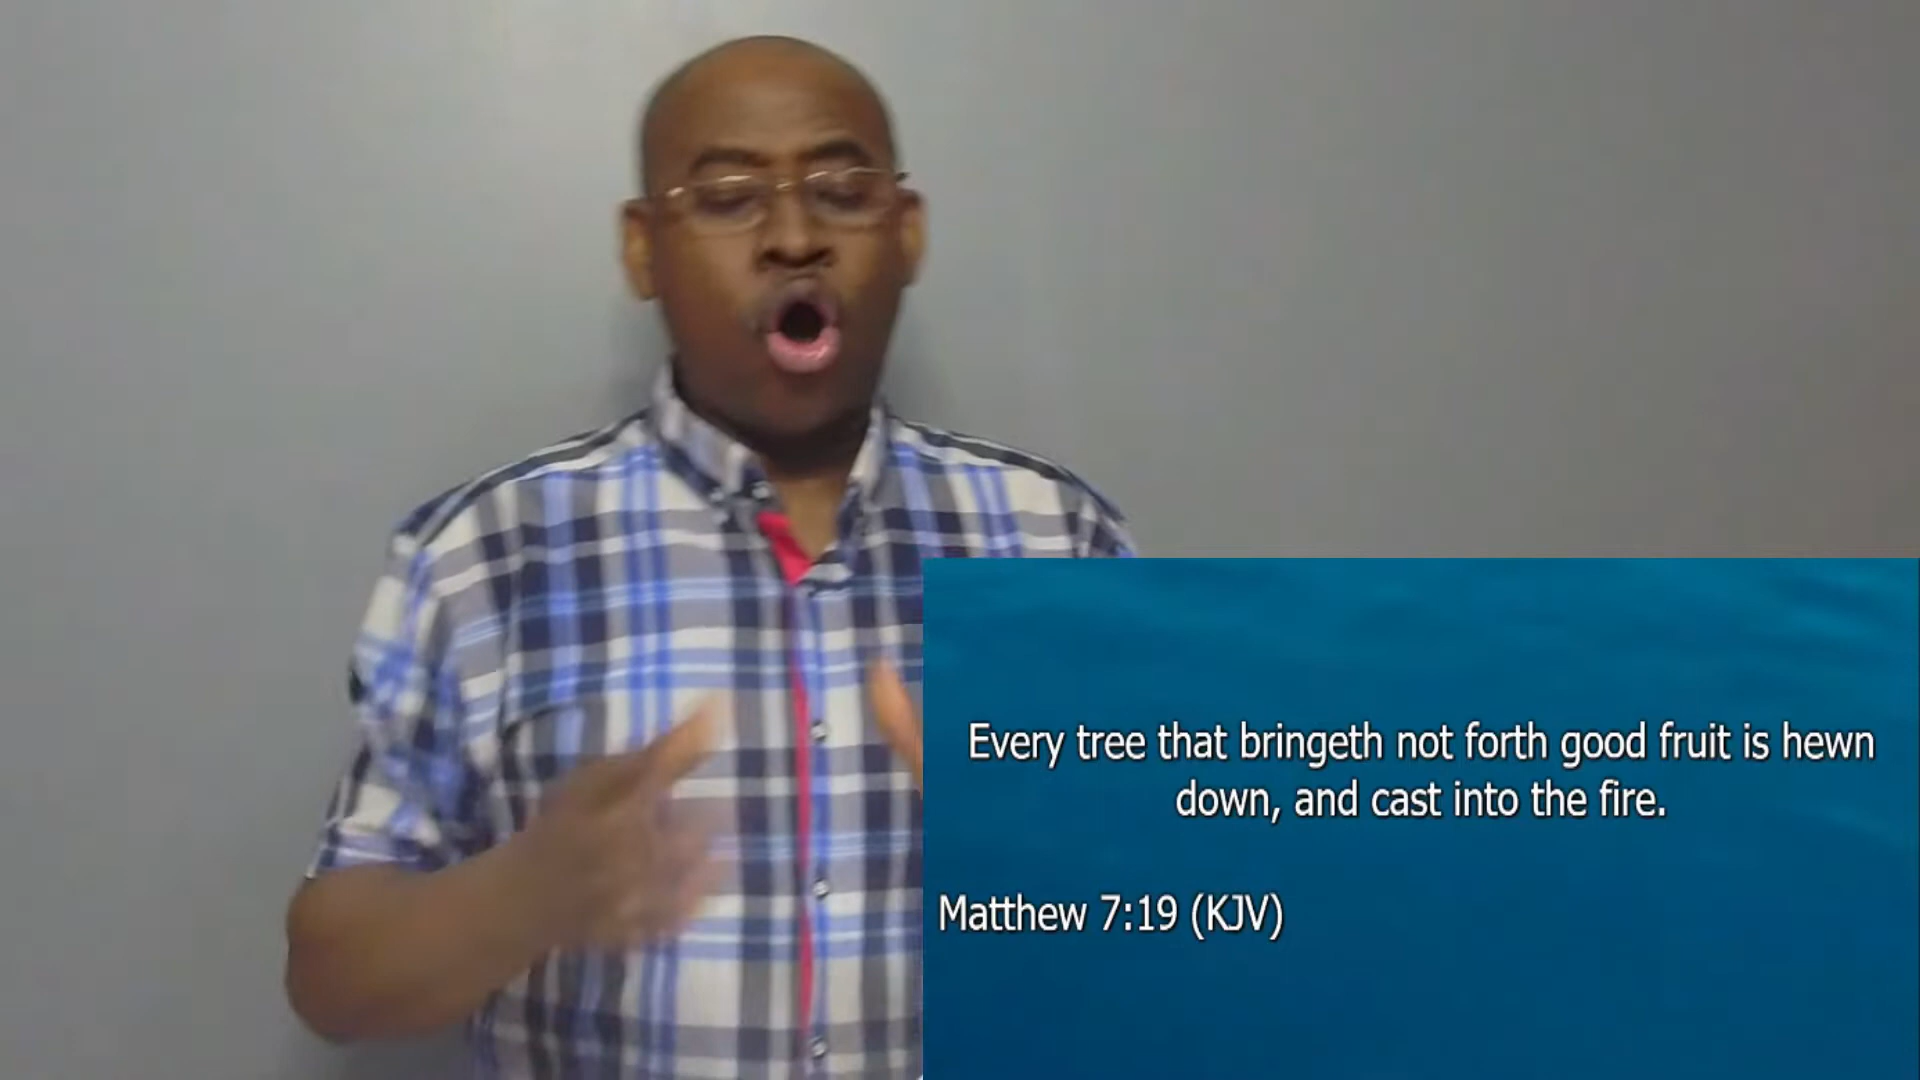 Every tree that bringeth not forth good fruit is hewn
down, and cast into the fire.
Matthew 7:19 (KJV)